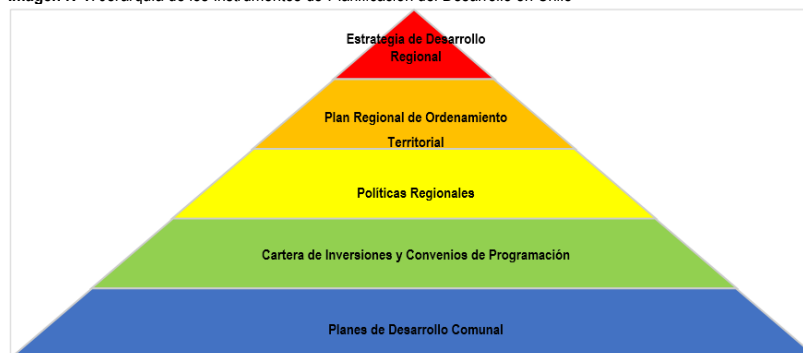 Estrategia de Desarrollo
Regional
Plan Regional de Ordenamiento
Territorial
Políticas Regionales
Cartera de Inversiones y Convenios de Programación
Planes de Desarrollo Comunal